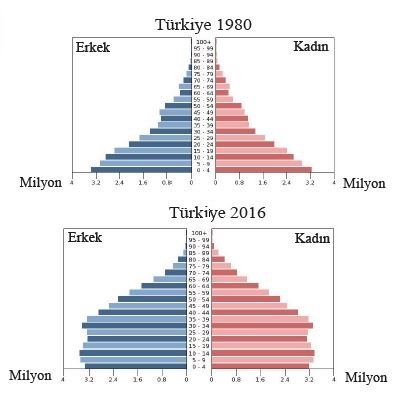 Türkiye 1980
Erkek
Kadın
100+
95 - 99
90 - 94
85 - 89
80 - 84
75 - 79
70 - 74
65 - 69
60 - 64
55 - 59
50 - 54
45 - 49
40 - 44
35 - 39
30 - 34
25 - 29
20 - 24
15 - 19
10 - 14
5 - 9
0 - 4
Milyon 4 3.2 2.4 1.6 0.8 0 0 0.8 1.6 2.4 3.2 4 Milyon
Türkiye 2016
Erkek
Kadın
100+
95 - 99
90 - 94
85 - 89
80 - 84
75 - 79
70 - 74
65 - 69
60 - 64
55 - 59
50 - 54
45 - 49
40 - 44
35 - 39
30 - 34
25 - 29
20 - 24
15 - 19
10 - 14
5 - 9
0 - 4
Milyon 4 3.2 2.4 1.6 0.8 0 0 0.8 1.6 2.4 3.2 4 Milyon